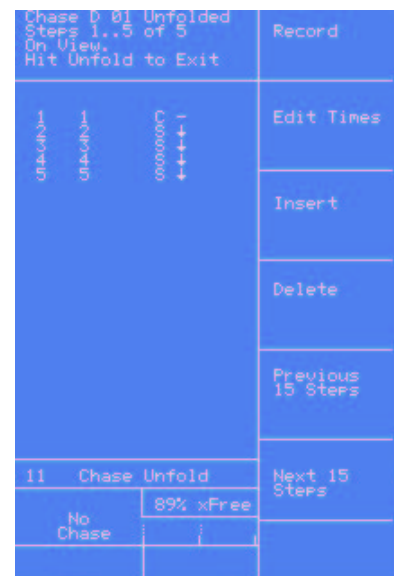 Chase D 01 Unfolded
Steps 1..5 of 5
On View.
Hit Unfold to Exit
1 1 C -
2 2 S ↓
3 3 S ↓
4 4 S ↓
5 5 S ↓
11 Chase Unfold
No
Chase
89% xFree
Record
Edit Times
Insert
Delete
Previous
15 Steps
Next 15
Steps